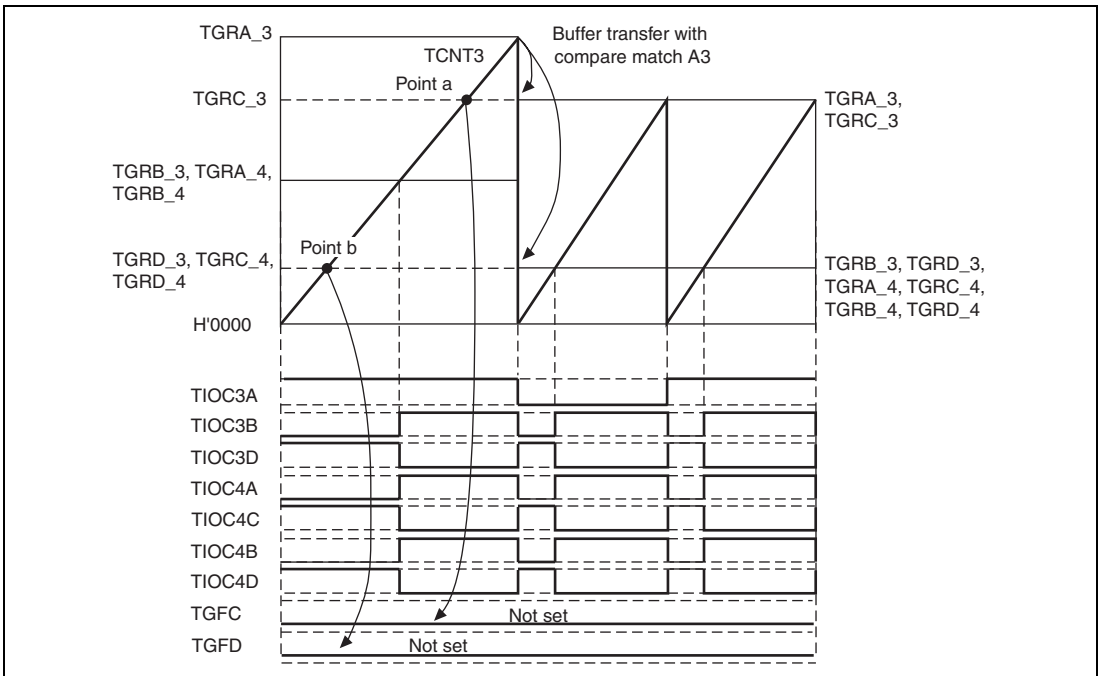 TGRA_3
TCNT3
Buffer transfer with
compare match A3
Point a
TGRC_3
TGRA_3,
TGRC_3
TGRB_3, TGRA_4,
TGRB_4
Point b
TGRD_3, TGRC_4,
TGRD_4
TGRB_3, TGRD_3,
TGRA_4, TGRC_4,
TGRB_4, TGRD_4
H'0000
TIOC3A
TIOC3B
TIOC3D
TIOC4A
TIOC4C
TIOC4B
TIOC4D
TGFC
Not set
TGFD
Not set